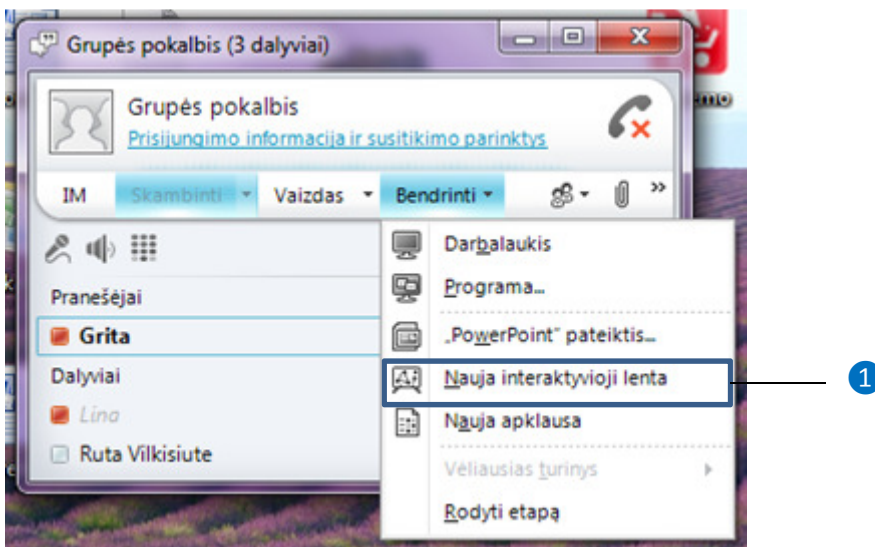 Grupės pokalbis (3 dalyviai)
Grupės pokalbis
Prisijungimo informacija ir susitikimo parinktys
IM Skambinti Vaizdas Bendrinti »
Darbalaukis
Programa...
„PowerPoint“ pateiktis...
Nauja interaktyvioji lenta
Nauja apklausa
Vėliausias turinys
Rodyti etapą
Pranešėjai
Grita
Dalyviai
Lina
Ruta Vilkisiute
1